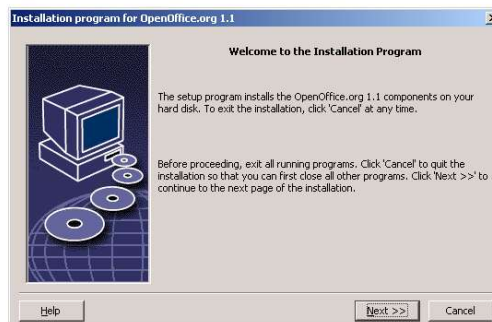 Installation program for OpenOffice.org 1.1
Welcome to the Installation Program
The setup program installs the OpenOffice.org 1.1 components on your
hard disk. To exit the installation, click 'Cancel' at any time.
Before proceeding, exit all running programs. Click 'Cancel' to quit the
installation so that you can first close all other programs. Click 'Next >>' to
continue to the next page of the installation.
Help
Next >>
Cancel